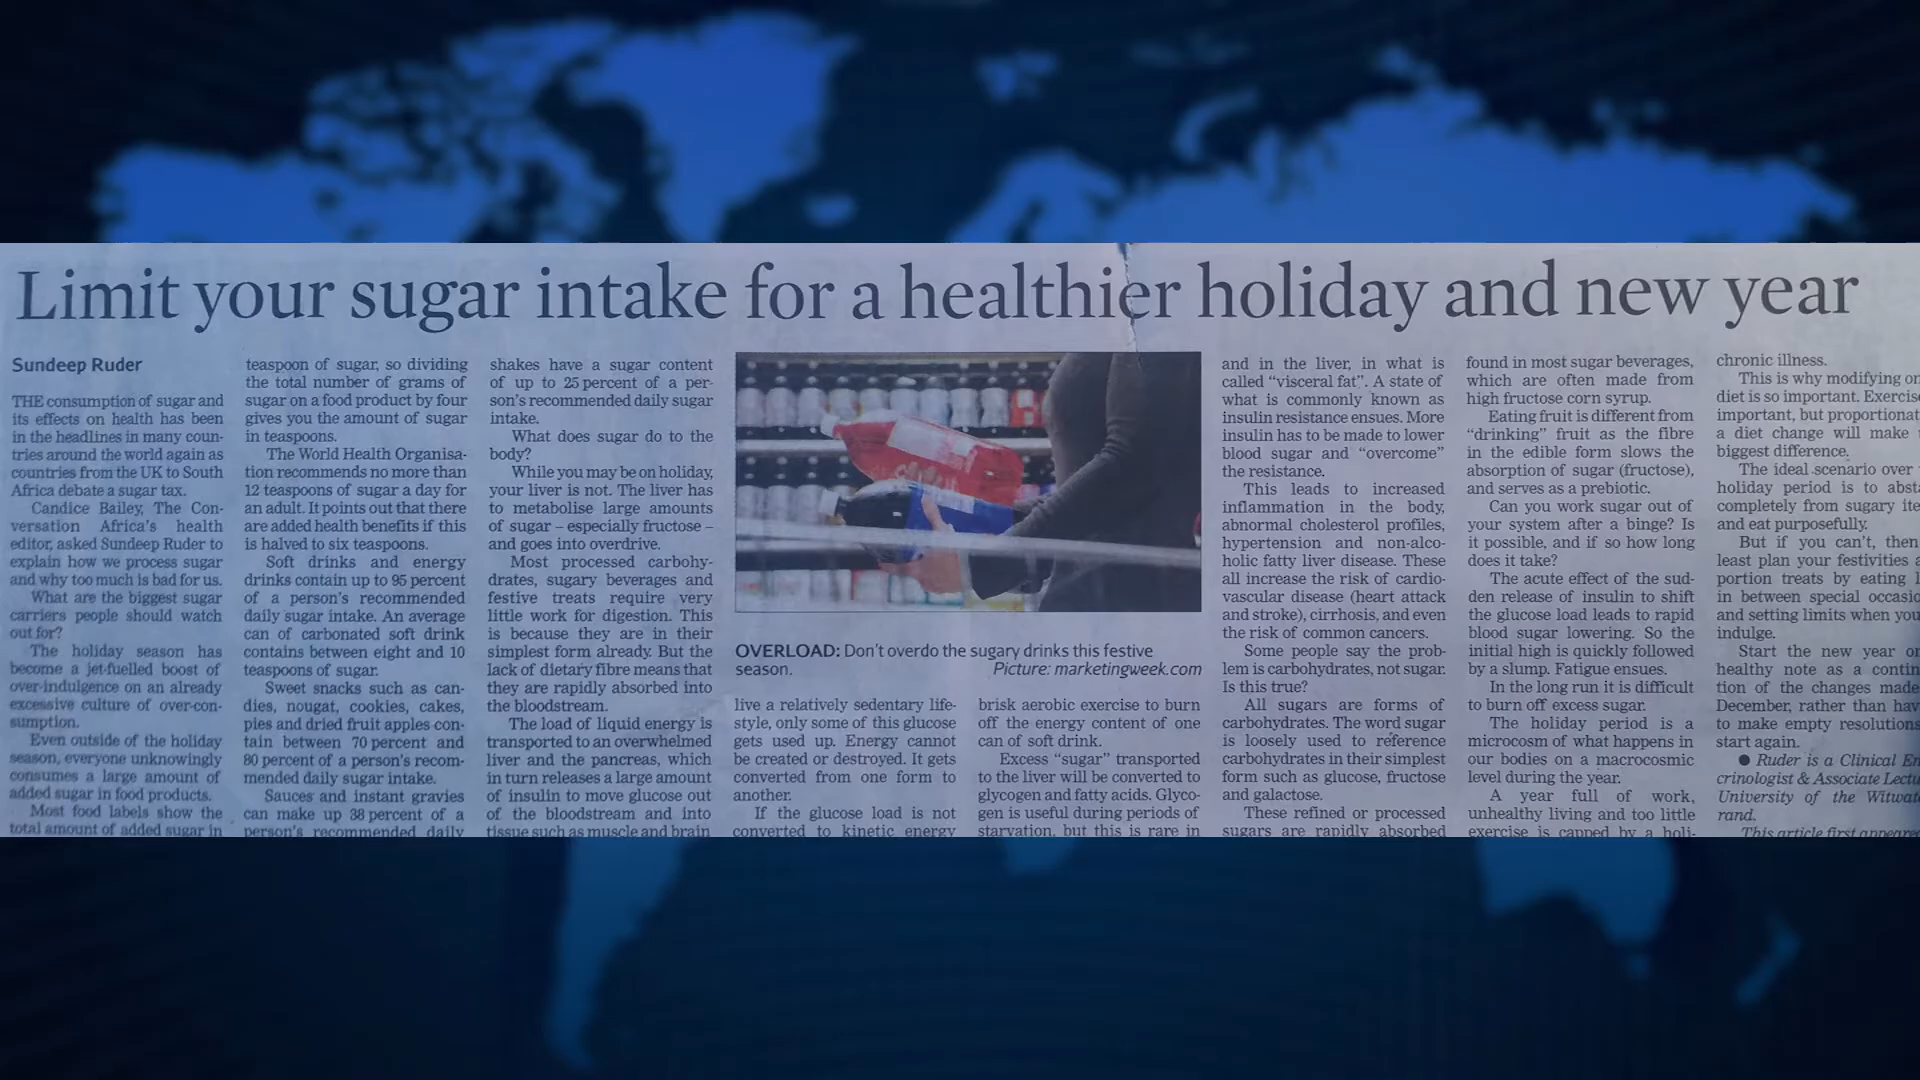 Limit your sugar intake for a healthier holiday and new year
Sundeep Ruder
THE consumption of sugar and
its effects on health has been
in the headlines in many coun-
tries around the world again as
countries from the UK to South
Africa debate a sugar tax.
Candice Bailey, The Con-
versation Africa's health
editor, asked Sundeep Ruder to
explain how we process sugar
and why too much is bad for us.
What are the biggest sugar
carriers people should watch
out for?
The holiday season has
become a jet-fuelled boost of
over-indulgence on an already
excessive culture of over-con-
sumption.
Even outside of the holiday
season, everyone unknowingly
consumes a large amount of
added sugar in food products.
Most food labels show the
total amount of added sugar in
teaspoon of sugar, so dividing
the total number of grams of
sugar on a food product by four
gives you the amount of sugar
in teaspoons.
The World Health Organisa-
tion recommends no more than
12 teaspoons of sugar a day for
an adult. It points out that there
are added health benefits if this
is halved to six teaspoons.
Soft drinks and energy
drinks contain up to 95 percent
of a person's recommended
daily sugar intake. An average
can of carbonated soft drink
contains between eight and 10
teaspoons of sugar.
Sweet snacks such as can-
dies, nougat, cookies, cakes,
pies and dried fruit apples con-
tain between 70 percent and
80 percent of a person's recom-
mended daily sugar intake.
Sauces and instant gravies
can make up 38 percent of a
person's recommended daily
shakes have a sugar content
of up to 25 percent of a per-
son's recommended daily sugar
intake.
What does sugar do to the
body?
While you may be on holiday,
your liver is not. The liver has
to metabolise large amounts
of sugar – especially fructose –
and goes into overdrive.
Most processed carbohy-
drates, sugary beverages and
festive treats require very
little work for digestion. This
is because they are in their
simplest form already. But the
lack of dietary fibre means that
they are rapidly absorbed into
the bloodstream.
The load of liquid energy is
transported to an overwhelmed
liver and the pancreas, which
in turn releases a large amount
of insulin to move glucose out
of the bloodstream and into
tissue such as muscle and brain
OVERLOAD: Don't overdo the sugary drinks this festive
season. Picture: marketingweek.com
live a relatively sedentary life-
style, only some of this glucose
gets used up. Energy cannot
be created or destroyed. It gets
converted from one form to
another.
If the glucose load is not
converted to kinetic energy
brisk aerobic exercise to burn
off the energy content of one
can of soft drink.
Excess "sugar" transported
to the liver will be converted to
glycogen and fatty acids. Glyco-
gen is useful during periods of
starvation, but this is rare in
and in the liver, in what is
called "visceral fat". A state of
what is commonly known as
insulin resistance ensues. More
insulin has to be made to lower
blood sugar and "overcome"
the resistance.
This leads to increased
inflammation in the body,
abnormal cholesterol profiles,
hypertension and non-alco-
holic fatty liver disease. These
all increase the risk of cardio-
vascular disease (heart attack
and stroke), cirrhosis, and even
the risk of common cancers.
Some people say the prob-
lem is carbohydrates, not sugar.
Is this true?
All sugars are forms of
carbohydrates. The word sugar
is loosely used to reference
carbohydrates in their simplest
form such as glucose, fructose
and galactose.
These refined or processed
sugars are rapidly absorbed
found in most sugar beverages,
which are often made from
high fructose corn syrup.
Eating fruit is different from
"drinking" fruit as the fibre
in the edible form slows the
absorption of sugar (fructose),
and serves as a prebiotic.
Can you work sugar out of
your system after a binge? Is
it possible, and if so how long
does it take?
The acute effect of the sud-
den release of insulin to shift
the glucose load leads to rapid
blood sugar lowering. So the
initial high is quickly followed
by a slump. Fatigue ensues.
In the long run it is difficult
to burn off excess sugar.
The holiday period is a
microcosm of what happens in
our bodies on a macrocosmic
level during the year.
A year full of work,
unhealthy living and too little
exercise is capped by a holi-
chronic illness.
This is why modifying
diet is so important. Exercise
important, but proportionat
a diet change will make
biggest difference.
The ideal scenario over
holiday period is to absta
completely from sugary ite
and eat purposefully.
But if you can't, then
least plan your festivities
portion treats by eating
in between special occasio
and setting limits when you
indulge.
Start the new year
healthy note as a contin
tion of the changes made
December, rather than hav
to make empty resolutions
start again.
● Ruder is a Clinical En
crinologist & Associate Lectu
University of the Witwat
rand.
This article first appeared